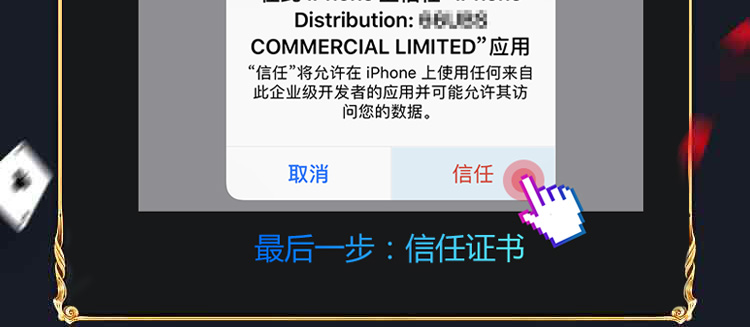 Distribution:
COMMERCIAL LIMITED”应用
“信任”将允许在 iPhone 上使用任何来自
此企业级开发者的应用并可能允许其访
问您的数据。
取消
信任
最后一步：信任证书